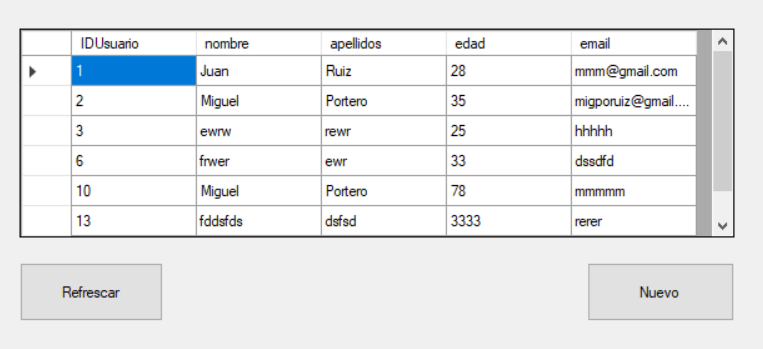 IDUsuario nombre apellidos edad email
1 Juan Ruiz 28 mmm@gmail.com
2 Miguel Portero 35 migporuiz@gmail....
3 ewrw rewr 25 hhhhh
6 frwer ewr 33 dssdfd
10 Miguel Portero 78 mmmmm
13 fddsfds dsfsd 3333 rerer
Refrescar Nuevo